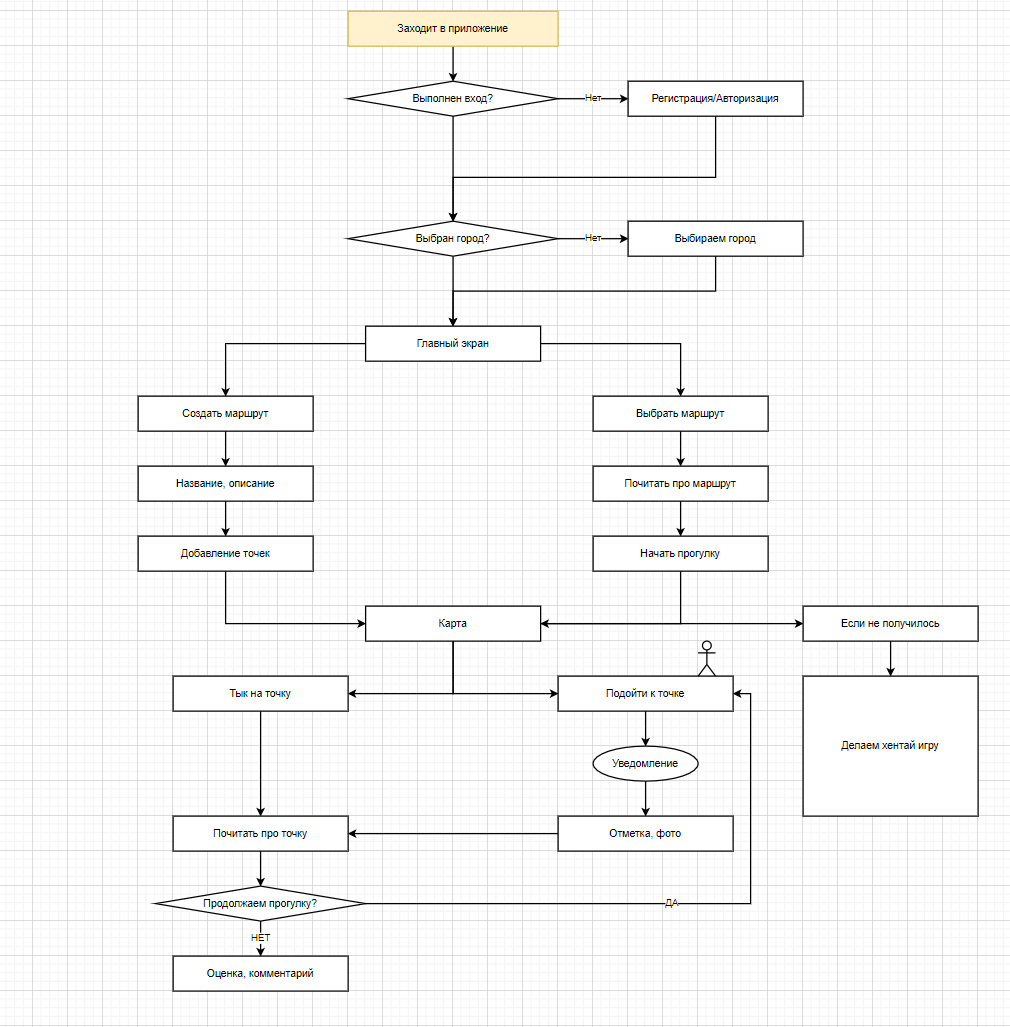 Заходит в приложение
Выполнен вход?
Нет
Регистрация/Авторизация
Выбран город?
Нет
Выбираем город
Главный экран
Создать маршрут
Выбрать маршрут
Название, описание
Почитать про маршрут
Добавление точек
Начать прогулку
Карта
Если не получилось
Тык на точку
Подойти к точке
Делаем хентай игру
Уведомление
Почитать про точку
Отметка, фото
Продолжаем прогулку?
ДА
НЕТ
Оценка, комментарий